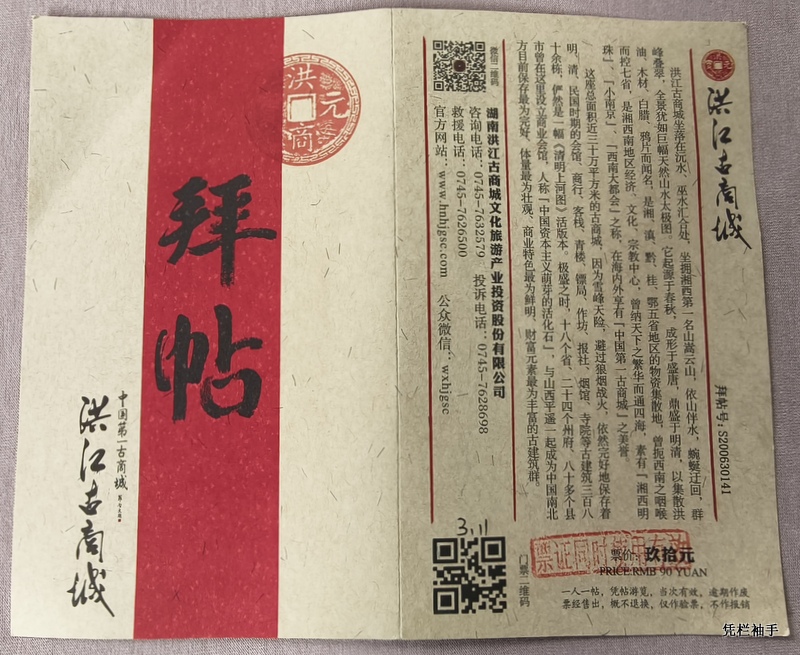 洪
元
商
拜
帖
中国第一古商城
洪江古商城
洪江古商城
拜帖号：S200630141
洪江古商城坐落在沅水、巫水汇合处，坐拥湘西第一名山嵩云山，依山伴水，蜿蜒迂回，群
峰叠翠，全景犹如巨幅天然山水太极图。它起源于春秋，成形于盛唐，鼎盛于明清，以集散洪
油、木材、白腊、鸦片而闻名，是湘、滇、黔、桂、鄂五省地区的物资集散地，曾扼西南之咽喉
而控七省，是湘西南地区经济、文化、宗教中心，曾纳天下之繁华而通四海，素有『湘西明
珠』、『小南京』、『西南大都会』之称，在海内外享有『中国第一古商城』之美誉。
这座总面积近三十万平方米的古商城，因为雪峰天险，避过狼烟战火，依然完好地保存着
明、清、民国时期的会馆、商行、客栈、青楼、镖局、作坊、报社、烟馆、寺院等古建筑三百八
十余栋，俨然是一幅《清明上河图》活版本。极盛之时，十八个省、二十四个州府、八十多个县
市曾在这里设立商业会馆，人称『中国资本主义萌芽的活化石』，与山西平遥一起成为中国南北
方目前保存最为完好、体量最为壮观、商业特色最为鲜明、财富元素最为丰富的古建筑群。
湖南洪江古商城文化旅游产业投资股份有限公司
咨询电话：0745-7632579 投诉电话：0745-7628698
救援电话：0745-7626500
官方网站：www.hnhjgsc.com 公众微信：wxhjgsc
微信二维码
3.11
门票二维码
票证同时使用有效
票价：玖拾元
PRICE:RMB 90 YUAN
一人一帖，凭帖游览，当次有效，逾期作废
票经售出，概不退换，仅作验票，不作报销
凭栏袖手